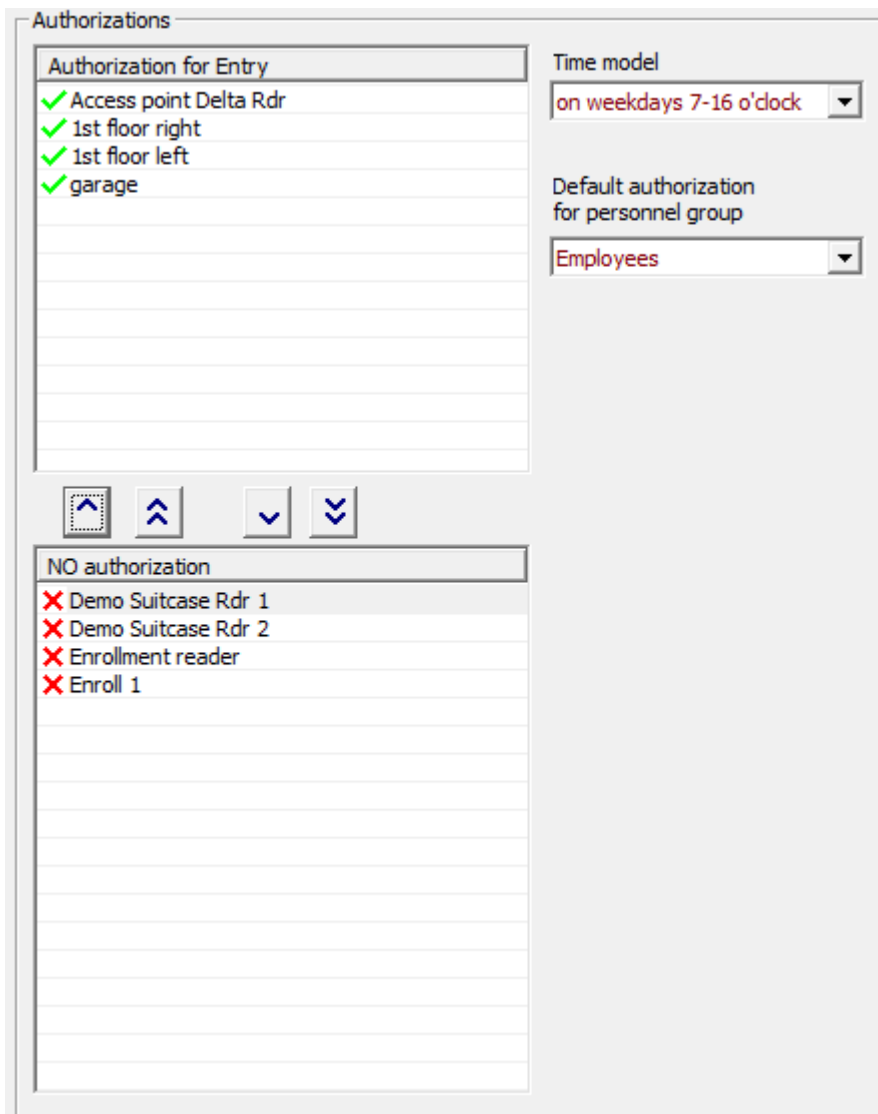 Authorizations
Authorization for Entry
Access point Delta Rdr
1st floor right
1st floor left
garage
Time model
on weekdays 7-16 o'clock
Default authorization
for personnel group
Employees
NO authorization
Demo Suitcase Rdr 1
Demo Suitcase Rdr 2
Enrollment reader
Enroll 1